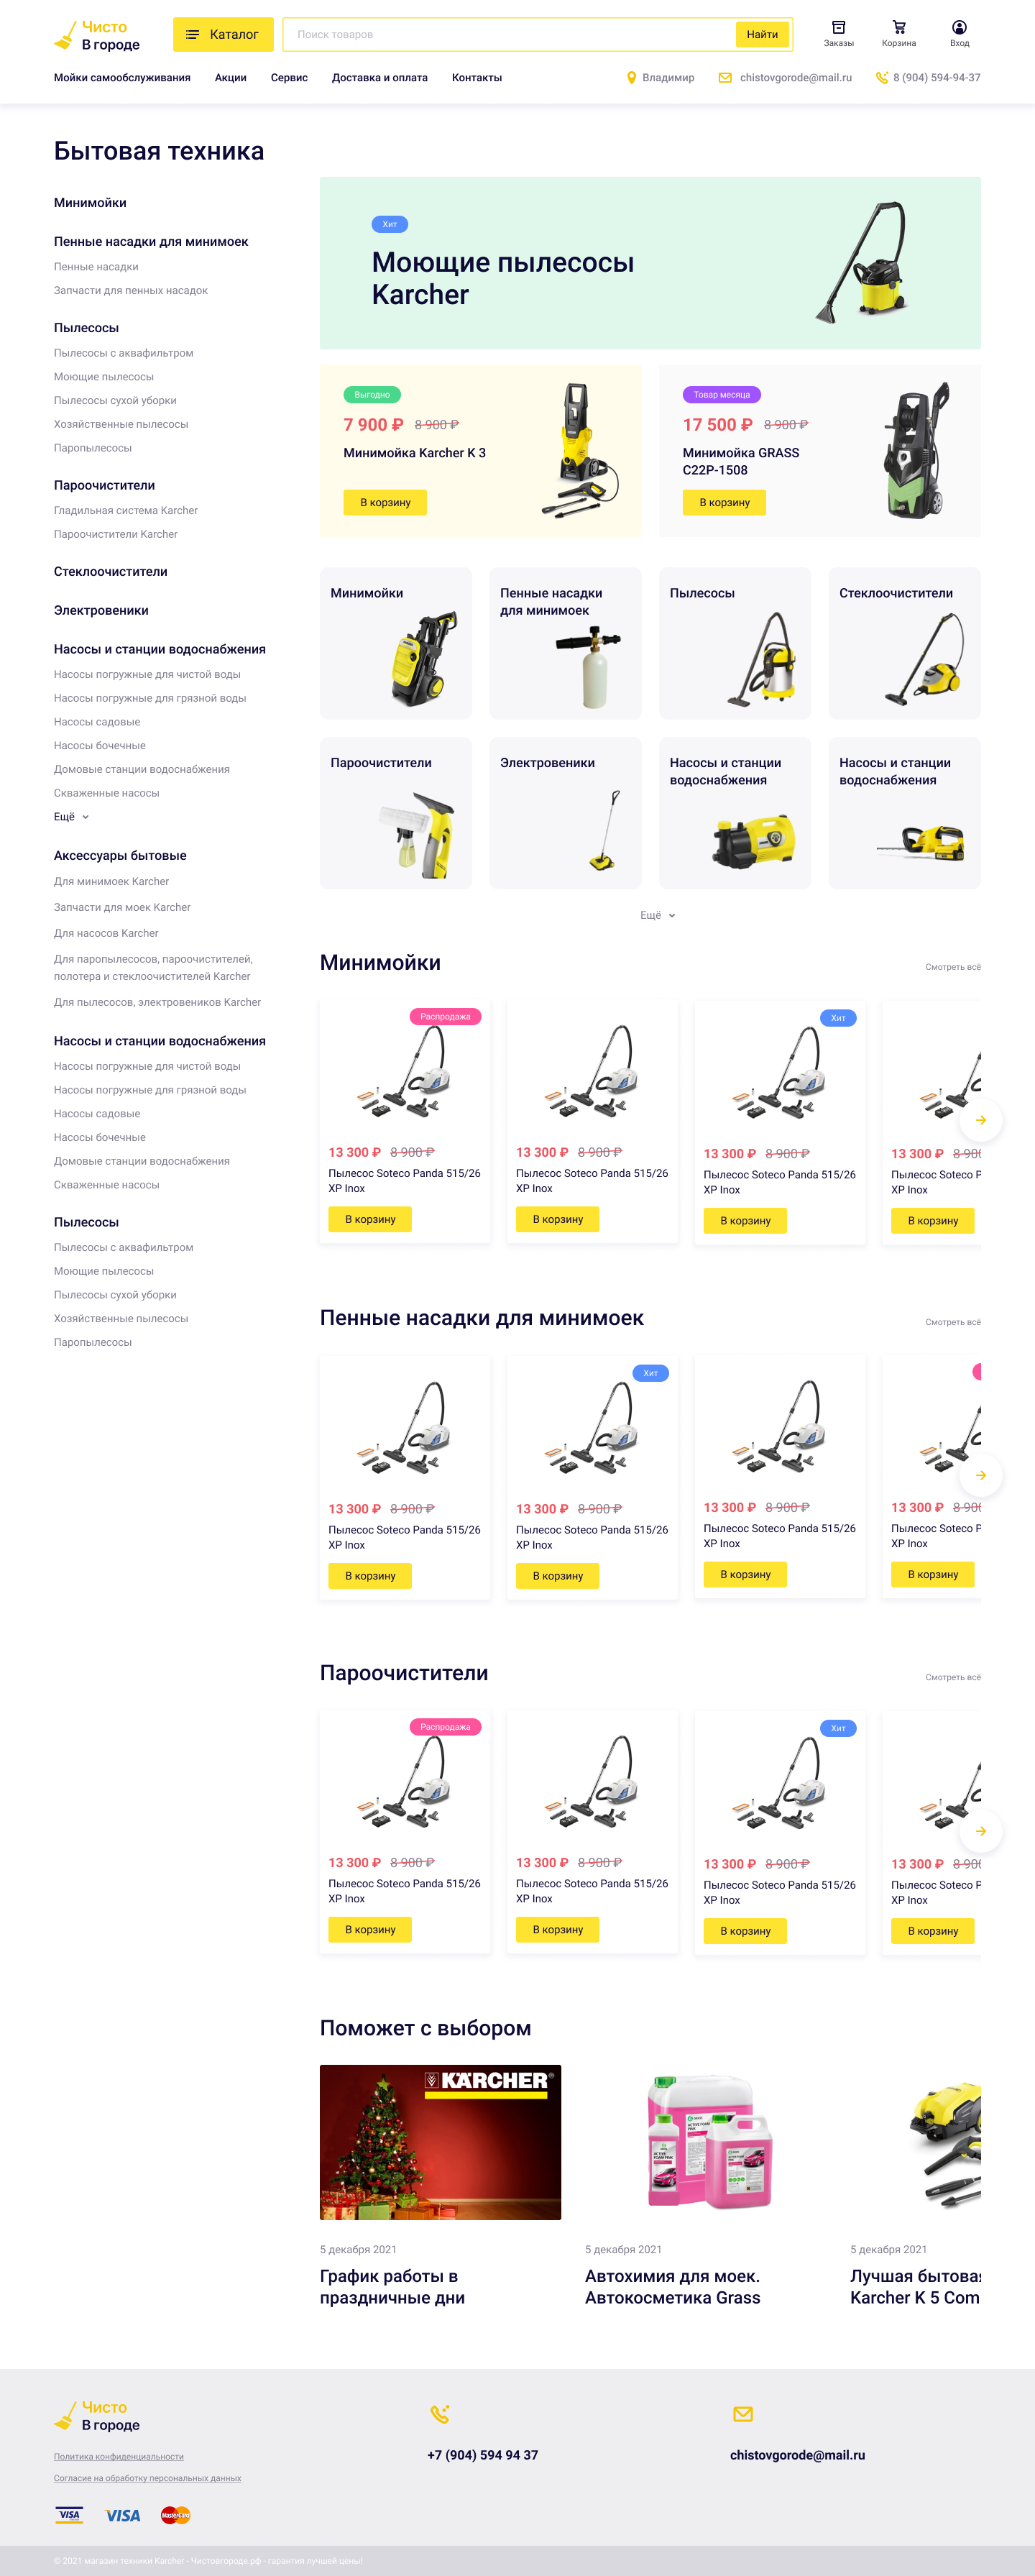 Чисто
В городе
Каталог
Поиск товаров
Найти
Заказы
Корзина
Вход
Мойки самообслуживания
Акции
Сервис
Доставка и оплата
Контакты
Владимир
chistovgorode@mail.ru
8 (904) 594-94-37
Бытовая техника
Минимойки
Пенные насадки для минимоек
Пенные насадки
Запчасти для пенных насадок
Пылесосы
Пылесосы с аквафильтром
Моющие пылесосы
Пылесосы сухой уборки
Хозяйственные пылесосы
Паропылесосы
Пароочистители
Гладильная система Karcher
Пароочистители Karcher
Стеклоочистители
Электровеники
Насосы и станции водоснабжения
Насосы погружные для чистой воды
Насосы погружные для грязной воды
Насосы садовые
Насосы бочечные
Домовые станции водоснабжения
Скваженные насосы
Ещё
Аксессуары бытовые
Для минимоек Karcher
Запчасти для моек Karcher
Для насосов Karcher
Для паропылесосов, пароочистителей,
полотера и стеклоочистителей Karcher
Для пылесосов, электровеников Karcher
Насосы и станции водоснабжения
Насосы погружные для чистой воды
Насосы погружные для грязной воды
Насосы садовые
Насосы бочечные
Домовые станции водоснабжения
Скваженные насосы
Пылесосы
Пылесосы с аквафильтром
Моющие пылесосы
Пылесосы сухой уборки
Хозяйственные пылесосы
Паропылесосы
Хит
Моющие пылесосы
Karcher
Выгодно
7 900 ₽ 8 900 ₽
Минимойка Karcher K 3
В корзину
Товар месяца
17 500 ₽ 8 900 ₽
Минимойка GRASS
C22P-1508
В корзину
Минимойки
Пенные насадки
для минимоек
Пылесосы
Стеклоочистители
Пароочистители
Электровеники
Насосы и станции
водоснабжения
Насосы и станции
водоснабжения
Ещё
Минимойки
Смотреть всё
Распродажа
13 300 ₽ 8 900 ₽
Пылесос Soteco Panda 515/26
XP Inox
В корзину
13 300 ₽ 8 900 ₽
Пылесос Soteco Panda 515/26
XP Inox
В корзину
Хит
13 300 ₽ 8 900 ₽
Пылесос Soteco Panda 515/26
XP Inox
В корзину
13 300 ₽ 8 900
Пылесос Soteco P
XP Inox
В корзину
Пенные насадки для минимоек
Смотреть всё
13 300 ₽ 8 900 ₽
Пылесос Soteco Panda 515/26
XP Inox
В корзину
Хит
13 300 ₽ 8 900 ₽
Пылесос Soteco Panda 515/26
XP Inox
В корзину
13 300 ₽ 8 900 ₽
Пылесос Soteco Panda 515/26
XP Inox
В корзину
13 300 ₽ 8 900
Пылесос Soteco P
XP Inox
В корзину
Пароочистители
Смотреть всё
Распродажа
13 300 ₽ 8 900 ₽
Пылесос Soteco Panda 515/26
XP Inox
В корзину
13 300 ₽ 8 900 ₽
Пылесос Soteco Panda 515/26
XP Inox
В корзину
Хит
13 300 ₽ 8 900 ₽
Пылесос Soteco Panda 515/26
XP Inox
В корзину
13 300 ₽ 8 900
Пылесос Soteco P
XP Inox
В корзину
Поможет с выбором
KÄRCHER®
5 декабря 2021
График работы в
праздничные дни
5 декабря 2021
Автохимия для моек.
Автокосметика Grass
5 декабря 2021
Лучшая бытовая
Karcher K 5 Com
Чисто
В городе
Политика конфиденциальности
Согласие на обработку персональных данных
VISA
VISA
MasterCard
+7 (904) 594 94 37
chistovgorode@mail.ru
© 2021 магазин техники Karcher - Чистовгороде.рф - гарантия лучшей цены!